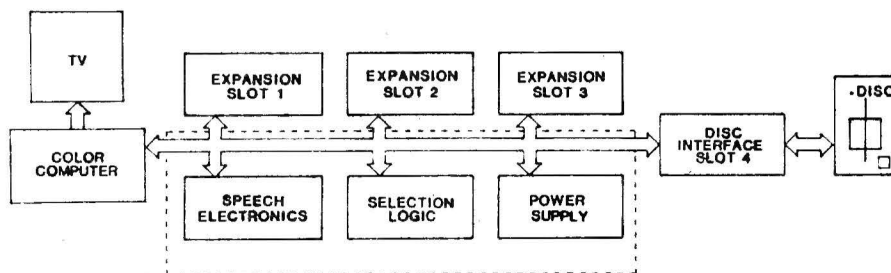 TV
EXPANSION
SLOT 1
EXPANSION
SLOT 2
EXPANSION
SLOT 3
.DISC
COLOR
COMPUTER
DISC
INTERFACE
SLOT 4
SPEECH
ELECTRONICS
SELECTION
LOGIC
POWER
SUPPLY